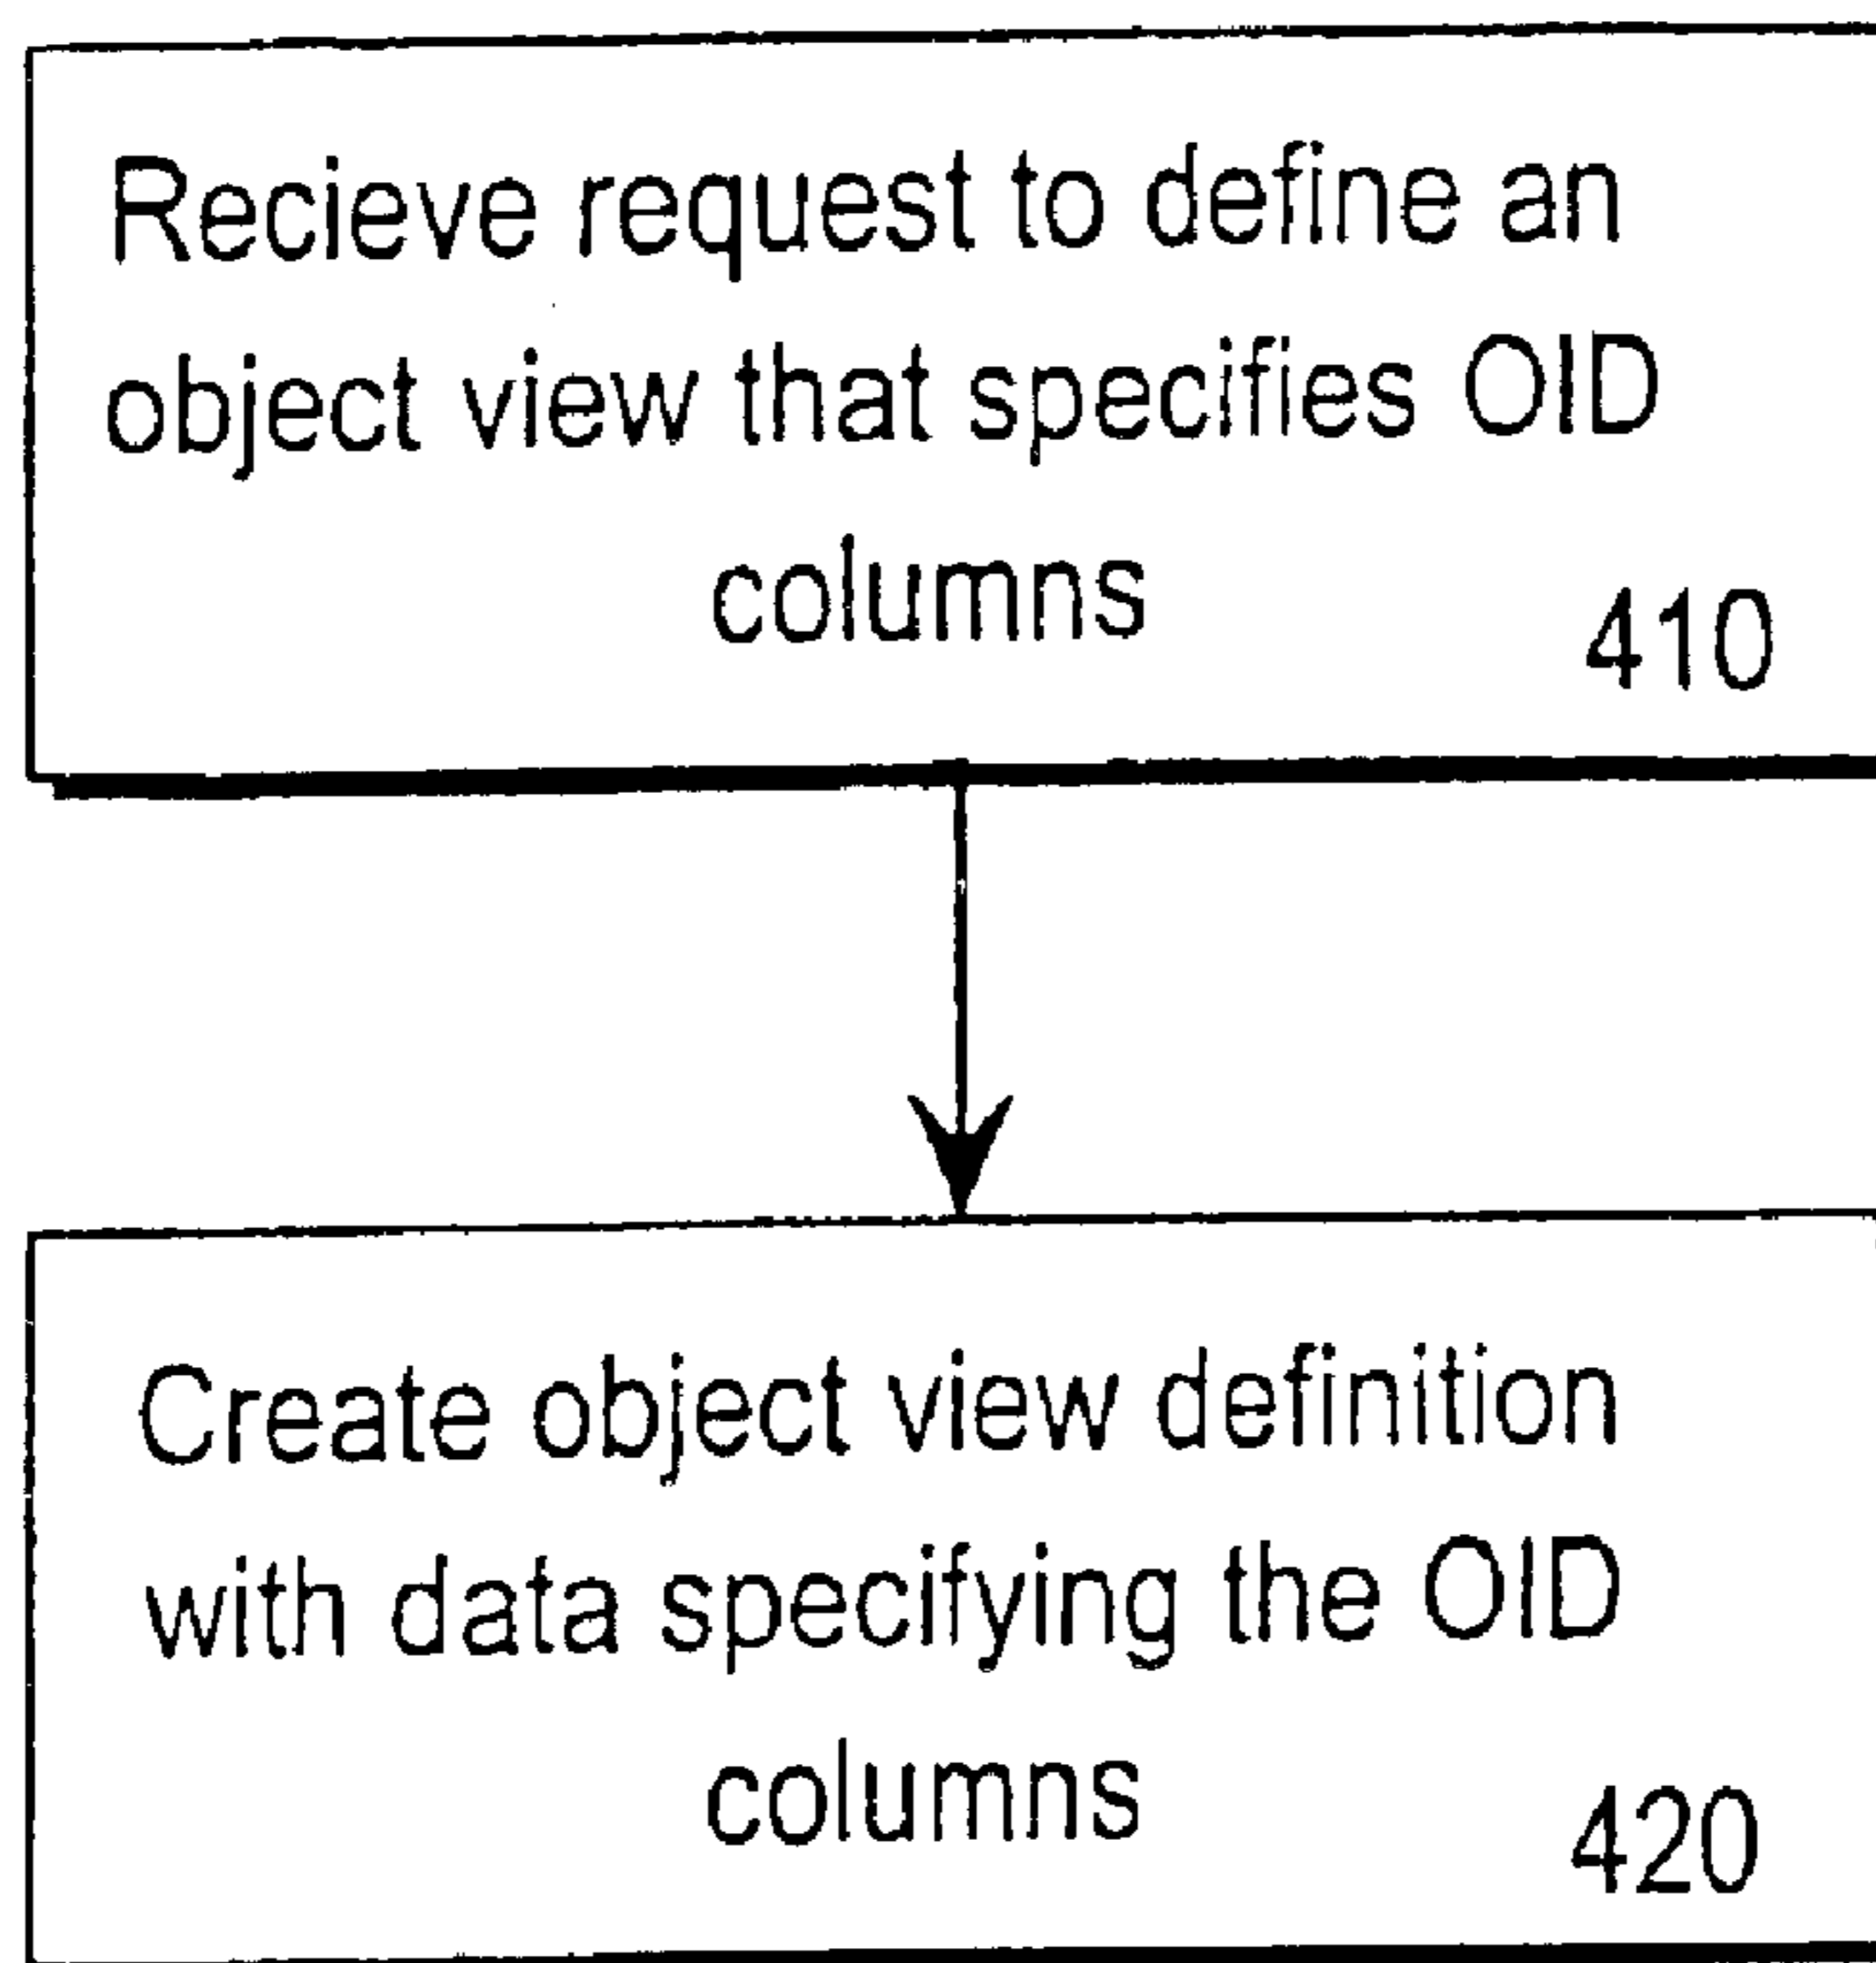 Recieve request to define an
object view that specifies OID
columns
410
Create object view definition
with data specifying the OID
columns
420